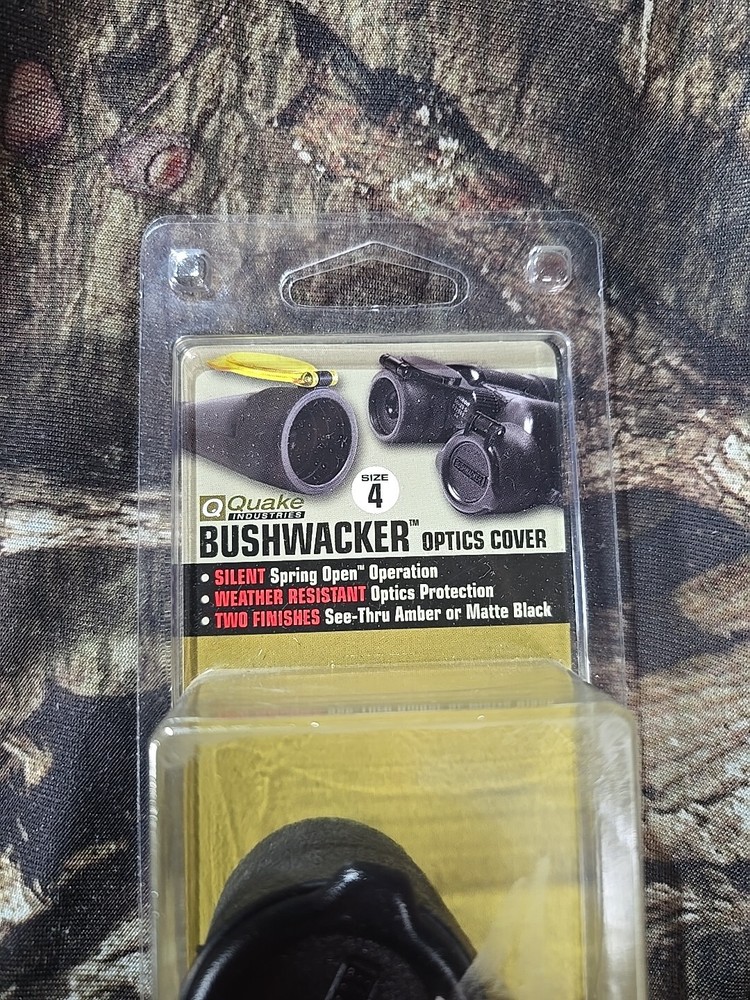 SIZE
4
Q Quake
INDUSTRIES
BUSHWACKER™ OPTICS COVER
• SILENT Spring Open™ Operation
• WEATHER RESISTANT Optics Protection
• TWO FINISHES See-Thru Amber or Matte Black